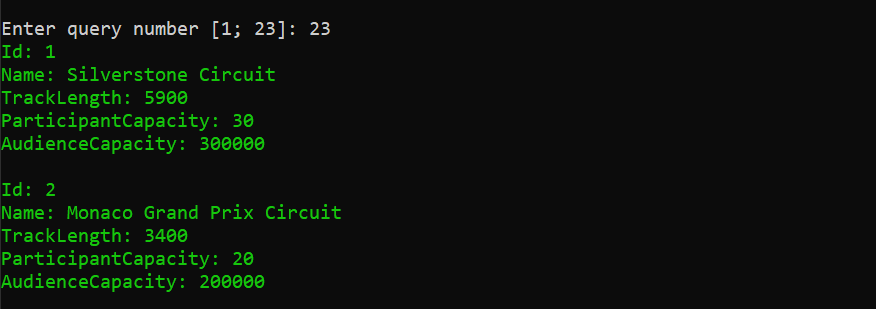 Enter query number [1; 23]: 23
Id: 1
Name: Silverstone Circuit
TrackLength: 5900
ParticipantCapacity: 30
AudienceCapacity: 300000
Id: 2
Name: Monaco Grand Prix Circuit
TrackLength: 3400
ParticipantCapacity: 20
AudienceCapacity: 200000